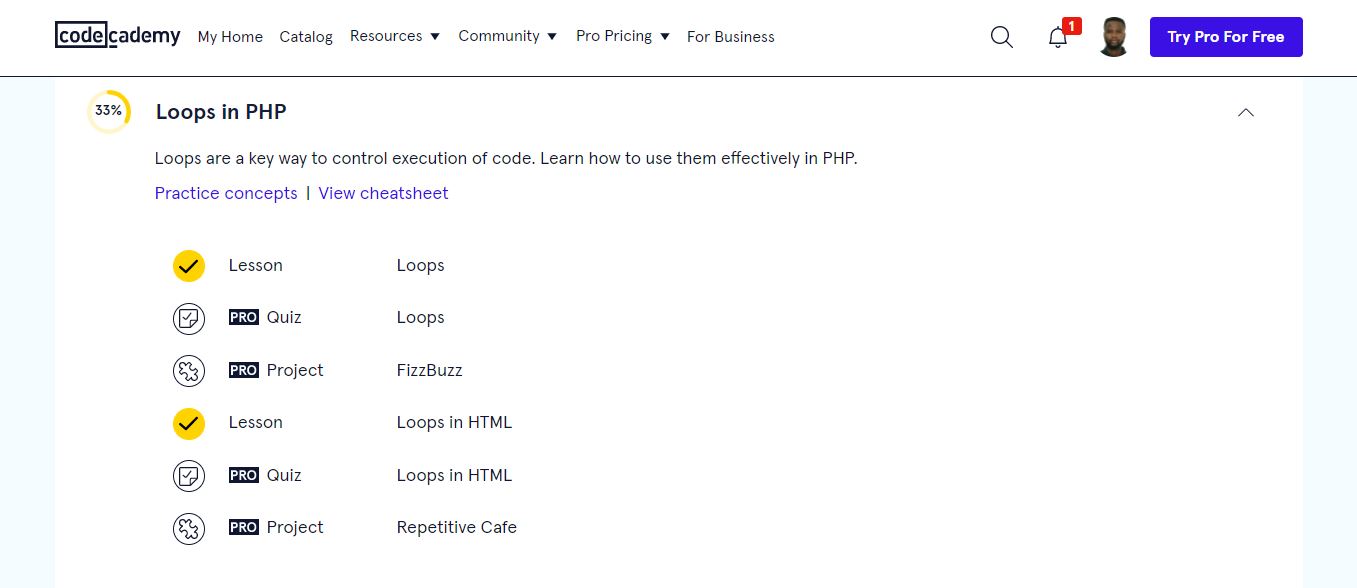 codecademy My Home Catalog Resources Community Pro Pricing For Business 1 Try Pro For Free
33% Loops in PHP
Loops are a key way to control execution of code. Learn how to use them effectively in PHP.
Practice concepts | View cheatsheet
Lesson Loops
PRO Quiz Loops
PRO Project FizzBuzz
Lesson Loops in HTML
PRO Quiz Loops in HTML
PRO Project Repetitive Cafe